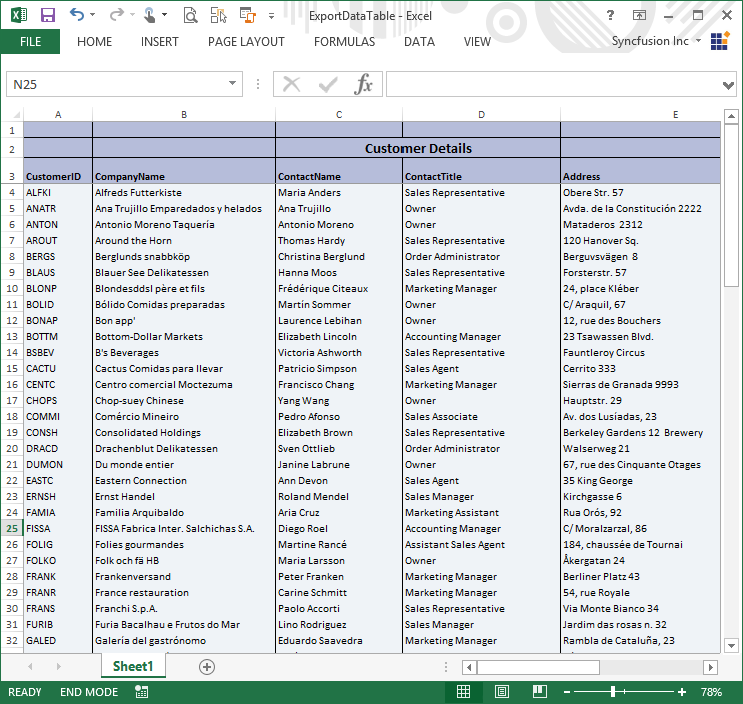 ExportDataTable - Excel
?
FILE HOME INSERT PAGE LAYOUT FORMULAS DATA VIEW Syncfusion Inc
N25 fx
A B C D E
1
2 Customer Details
3 CustomerID CompanyName ContactName ContactTitle Address
4 ALFKI Alfreds Futterkiste Maria Anders Sales Representative Obere Str. 57
5 ANATR Ana Trujillo Emparedados y helados Ana Trujillo Owner Avda. de la Constitución 2222
6 ANTON Antonio Moreno Taquería Antonio Moreno Owner Mataderos 2312
7 AROUT Around the Horn Thomas Hardy Sales Representative 120 Hanover Sq.
8 BERGS Berglunds snabbköp Christina Berglund Order Administrator Berguvsvägen 8
9 BLAUS Blauer See Delikatessen Hanna Moos Sales Representative Forsterstr. 57
10 BLONP Blondesddsl père et fils Frédérique Citeaux Marketing Manager 24, place Kléber
11 BOLID Bólido Comidas preparadas Martín Sommer Owner C/ Araquil, 67
12 BONAP Bon app' Laurence Lebihan Owner 12, rue des Bouchers
13 BOTTM Bottom-Dollar Markets Elizabeth Lincoln Accounting Manager 23 Tsawassen Blvd.
14 BSBEV B's Beverages Victoria Ashworth Sales Representative Fauntleroy Circus
15 CACTU Cactus Comidas para llevar Patricio Simpson Sales Agent Cerrito 333
16 CENTC Centro comercial Moctezuma Francisco Chang Marketing Manager Sierras de Granada 9993
17 CHOPS Chop-suey Chinese Yang Wang Owner Hauptstr. 29
18 COMMI Comércio Mineiro Pedro Afonso Sales Associate Av. dos Lusíadas, 23
19 CONSH Consolidated Holdings Elizabeth Brown Sales Representative Berkeley Gardens 12 Brewery
20 DRACD Drachenblut Delikatessen Sven Ottlieb Order Administrator Walserweg 21
21 DUMON Du monde entier Janine Labrune Owner 67, rue des Cinquante Otages
22 EASTC Eastern Connection Ann Devon Sales Agent 35 King George
23 ERNSH Ernst Handel Roland Mendel Sales Manager Kirchgasse 6
24 FAMIA Familia Arquibaldo Aria Cruz Marketing Assistant Rua Orós, 92
25 FISSA FISSA Fabrica Inter. Salchichas S.A. Diego Roel Accounting Manager C/ Moralzarzal, 86
26 FOLIG Folies gourmandes Martine Rancé Assistant Sales Agent 184, chaussée de Tournai
27 FOLKO Folk och fä HB Maria Larsson Owner Åkergatan 24
28 FRANK Frankenversand Peter Franken Marketing Manager Berliner Platz 43
29 FRANR France restauration Carine Schmitt Marketing Manager 54, rue Royale
30 FRANS Franchi S.p.A. Paolo Accorti Sales Representative Via Monte Bianco 34
31 FURIB Furia Bacalhau e Frutos do Mar Lino Rodriguez Sales Manager Jardim das rosas n. 32
32 GALED Galería del gastrónomo Eduardo Saavedra Marketing Manager Rambla de Cataluña, 23
Sheet1
READY END MODE 78%